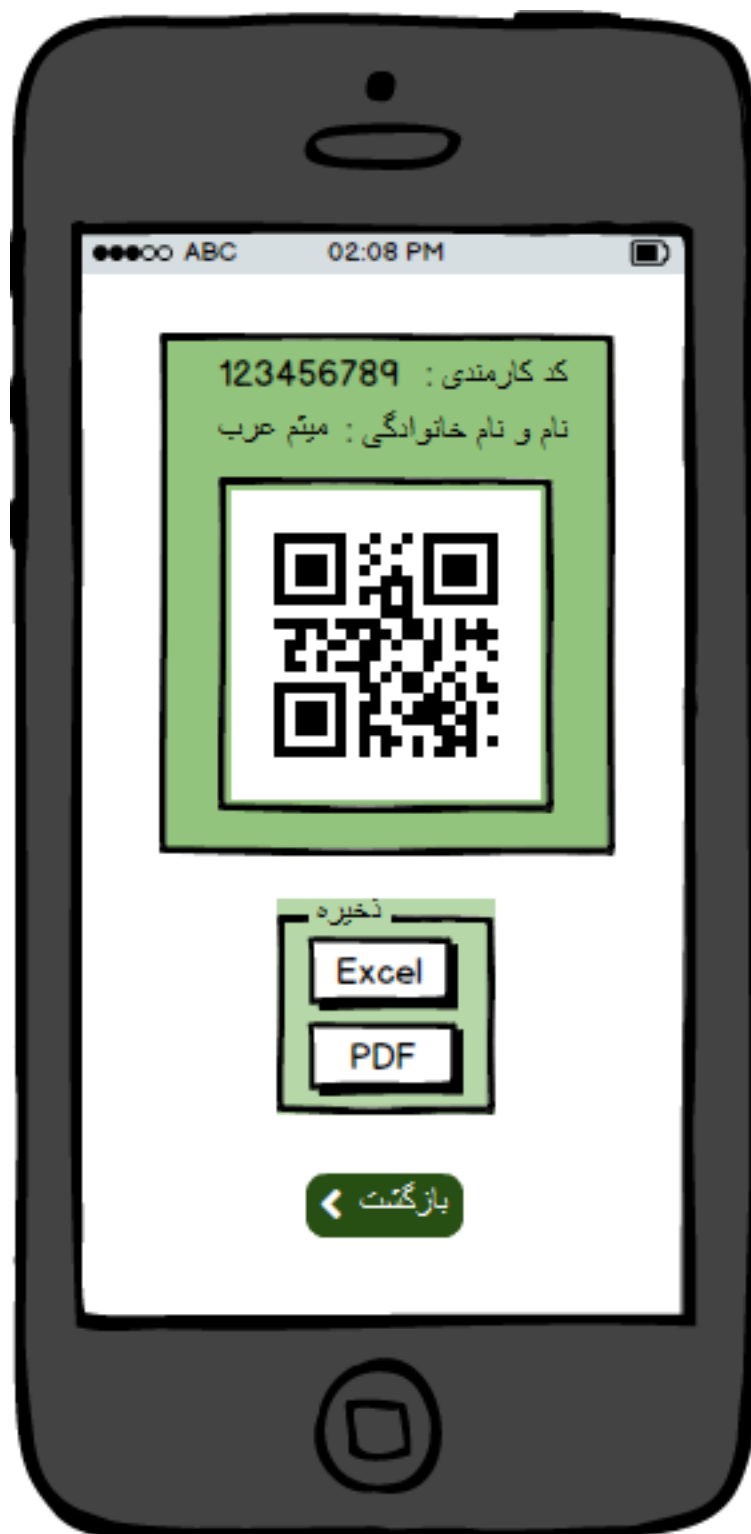 ABC 02:08 PM
کد کارمندی : 123456789
نام و نام خانوادگی : میثم عرب
ذخیره
Excel
PDF
بازگشت